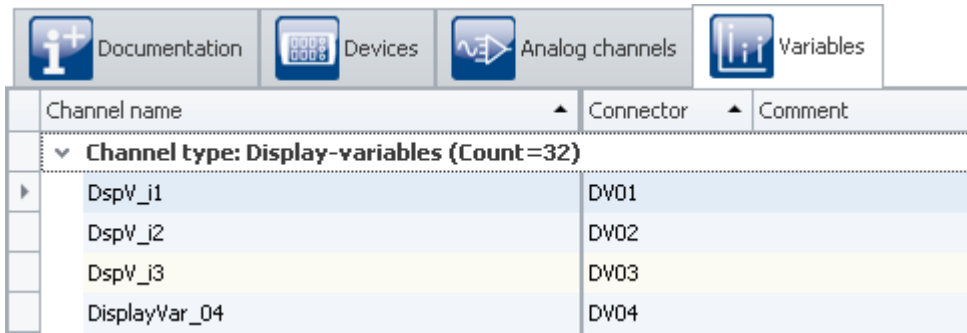 Documentation Devices Analog channels Variables
Channel name Connector Comment
Channel type: Display-variables (Count=32)
DspV_i1 DV01
DspV_i2 DV02
DspV_i3 DV03
DisplayVar_04 DV04